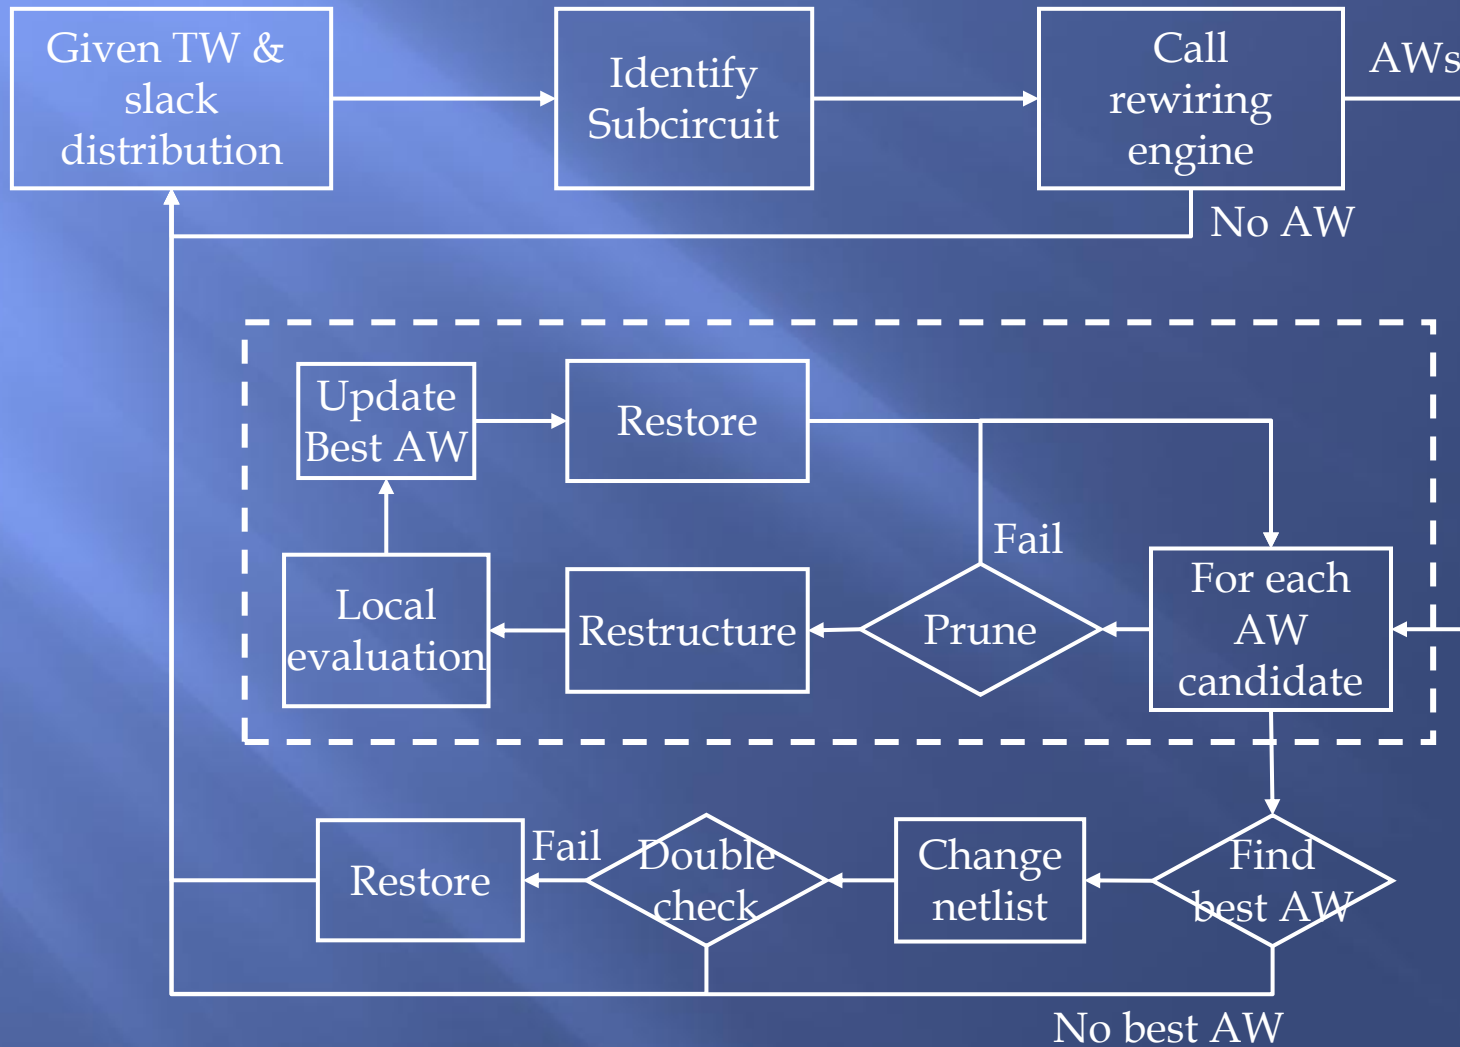 Given TW &
slack
distribution
Identify
Subcircuit
Call
rewiring
engine
AWs
No AW
Update
Best AW
Restore
Fail
Local
evaluation
Restructure
Prune
For each
AW
candidate
Restore
Fail
Double
check
Change
netlist
Find
best AW
No best AW